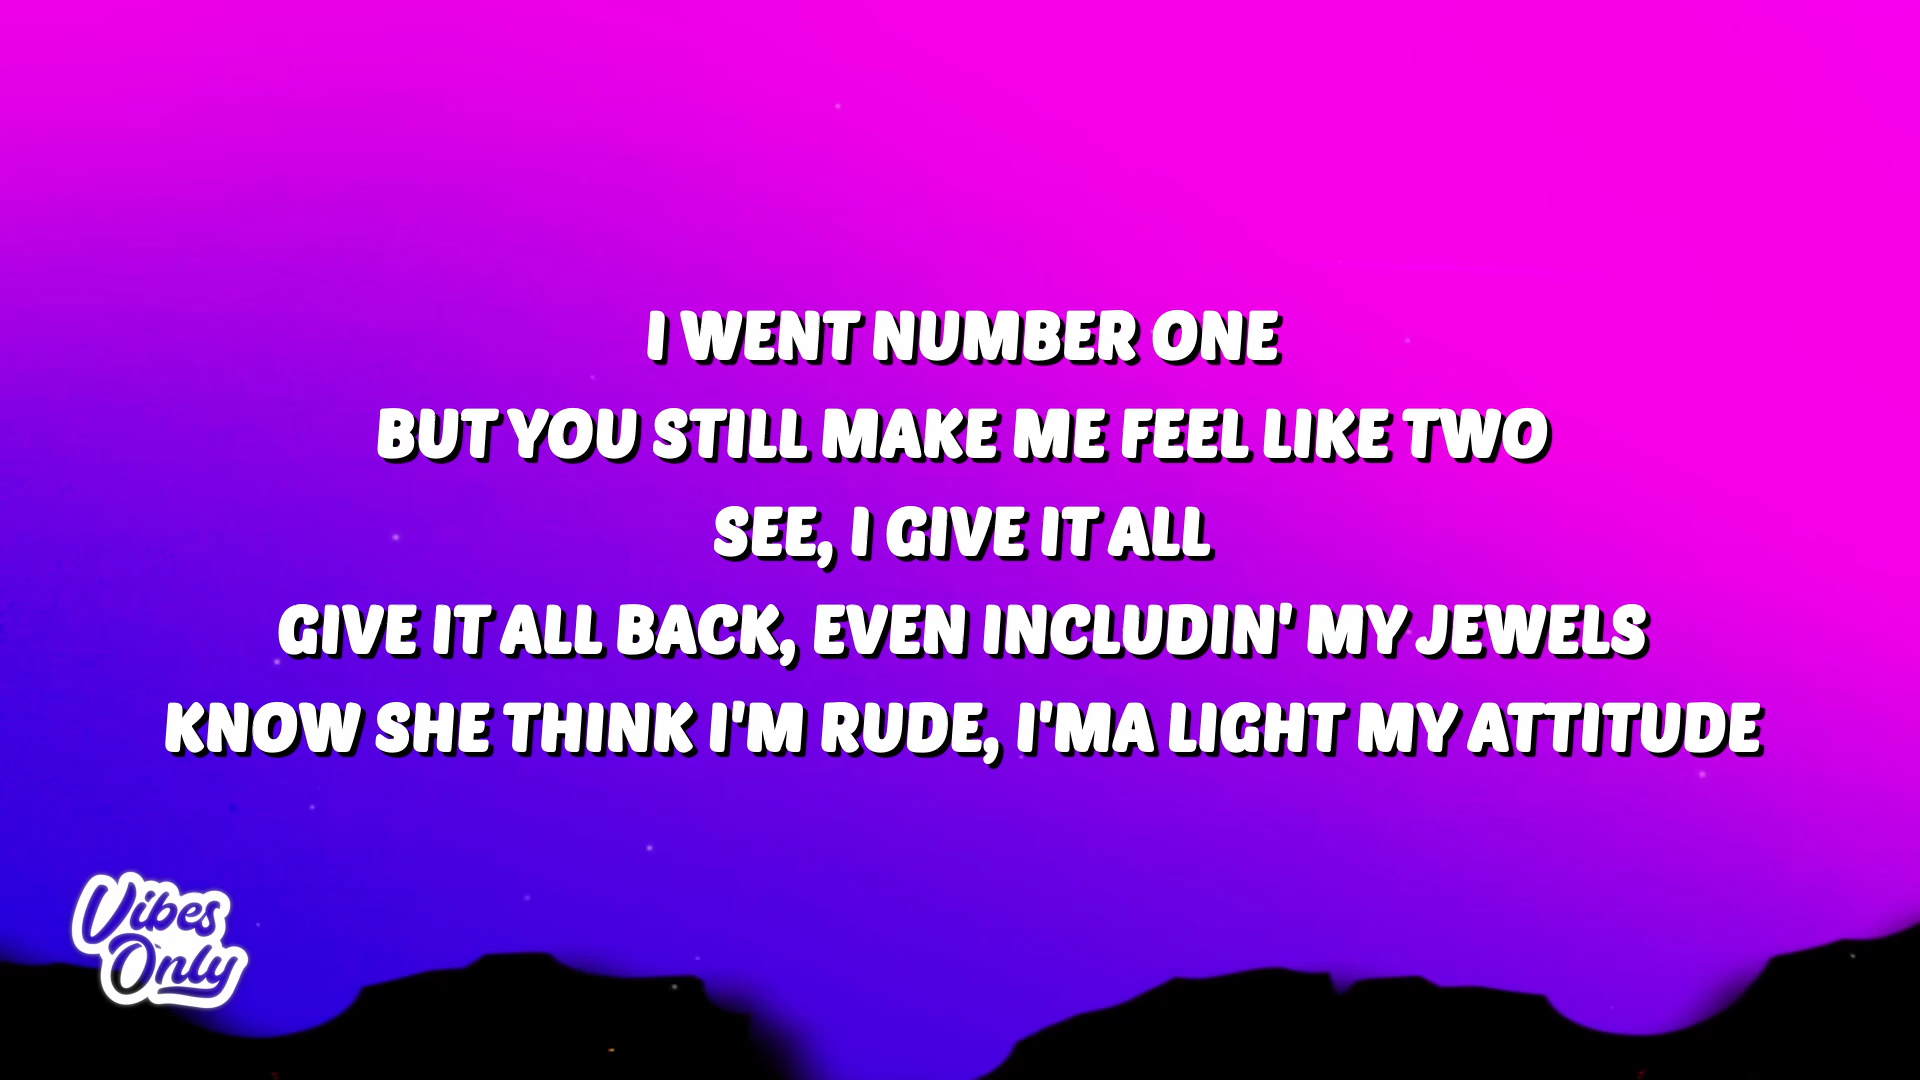 I WENT NUMBER ONE
BUT YOU STILL MAKE ME FEEL LIKE TWO
SEE, I GIVE IT ALL
GIVE IT ALL BACK, EVEN INCLUDIN' MY JEWELS
KNOW SHE THINK I'M RUDE, I'MA LIGHT MY ATTITUDE
Vibes
Only